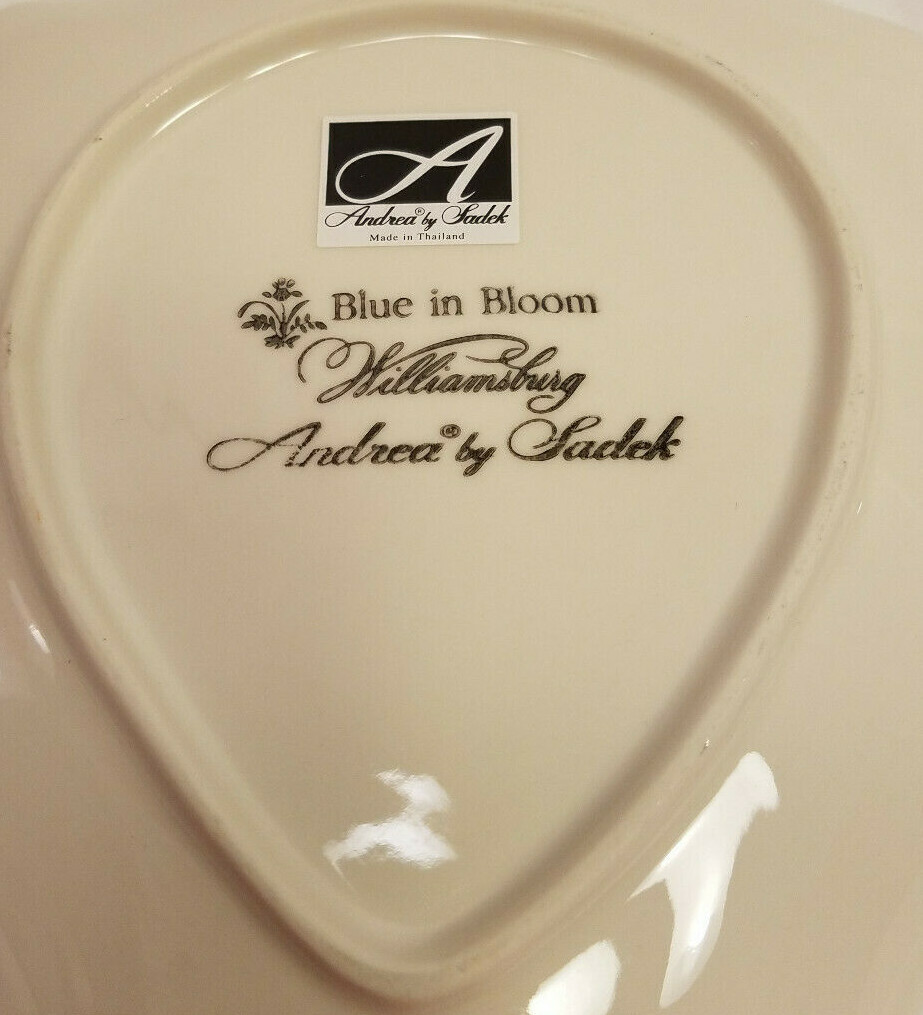 A
Andrea® by Sadek
Made in Thailand
Blue in Bloom
Williamsburg
Andrea® by Sadek